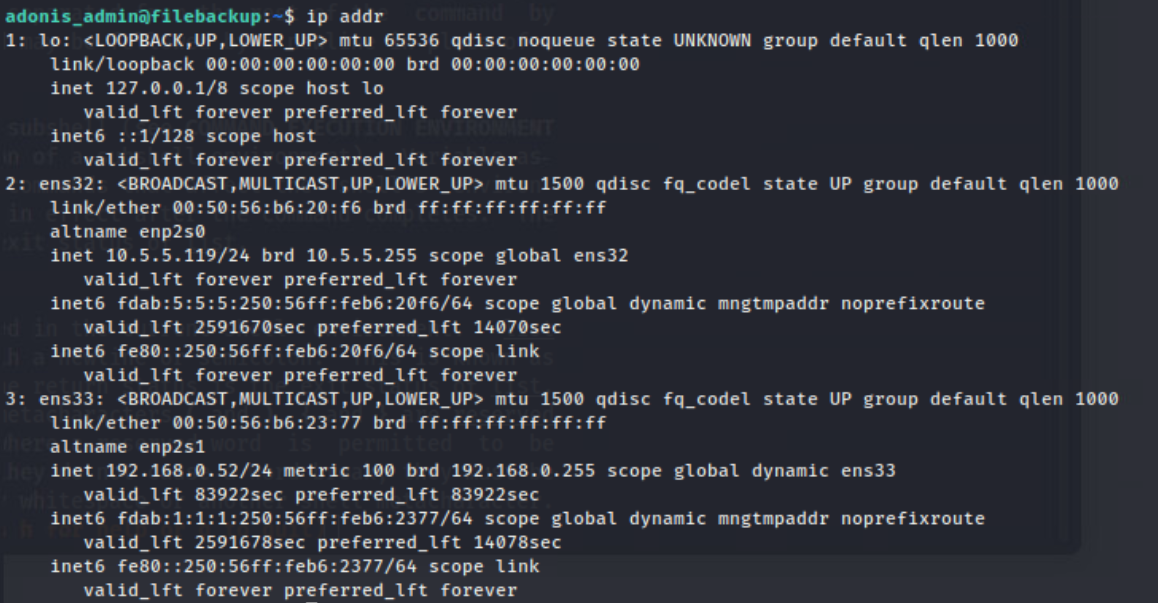 adonis_admin@filebackup:~$ ip addr
1: lo: <LOOPBACK,UP,LOWER_UP> mtu 65536 qdisc noqueue state UNKNOWN group default qlen 1000
    link/loopback 00:00:00:00:00:00 brd 00:00:00:00:00:00
    inet 127.0.0.1/8 scope host lo
       valid_lft forever preferred_lft forever
    inet6 ::1/128 scope host
       valid_lft forever preferred_lft forever
2: ens32: <BROADCAST,MULTICAST,UP,LOWER_UP> mtu 1500 qdisc fq_codel state UP group default qlen 1000
    link/ether 00:50:56:b6:20:f6 brd ff:ff:ff:ff:ff:ff
    altname enp2s0
    inet 10.5.5.119/24 brd 10.5.5.255 scope global ens32
       valid_lft forever preferred_lft forever
    inet6 fdab:5:5:5:250:56ff:feb6:20f6/64 scope global dynamic mngtmpaddr noprefixroute
       valid_lft 2591670sec preferred_lft 14070sec
    inet6 fe80::250:56ff:feb6:20f6/64 scope link
       valid_lft forever preferred_lft forever
3: ens33: <BROADCAST,MULTICAST,UP,LOWER_UP> mtu 1500 qdisc fq_codel state UP group default qlen 1000
    link/ether 00:50:56:b6:23:77 brd ff:ff:ff:ff:ff:ff
    altname enp2s1
    inet 192.168.0.52/24 metric 100 brd 192.168.0.255 scope global dynamic ens33
       valid_lft 83922sec preferred_lft 83922sec
    inet6 fdab:1:1:1:250:56ff:feb6:2377/64 scope global dynamic mngtmpaddr noprefixroute
       valid_lft 2591678sec preferred_lft 14078sec
    inet6 fe80::250:56ff:feb6:2377/64 scope link
       valid_lft forever preferred_lft forever